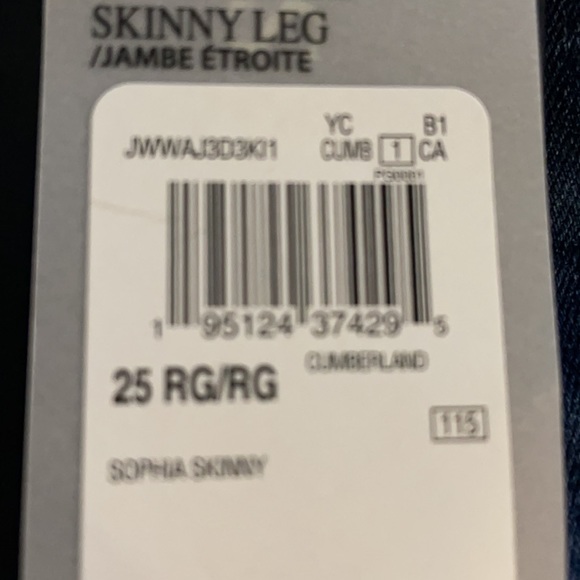 SKINNY LEG
/JAMBE ÉTROITE
YC B1
JWWAJ3D3KI1 CUMB 1 CA
1 95124 37429 5
25 RG/RG CUMBERLAND
115
SOPHIA SKINNY